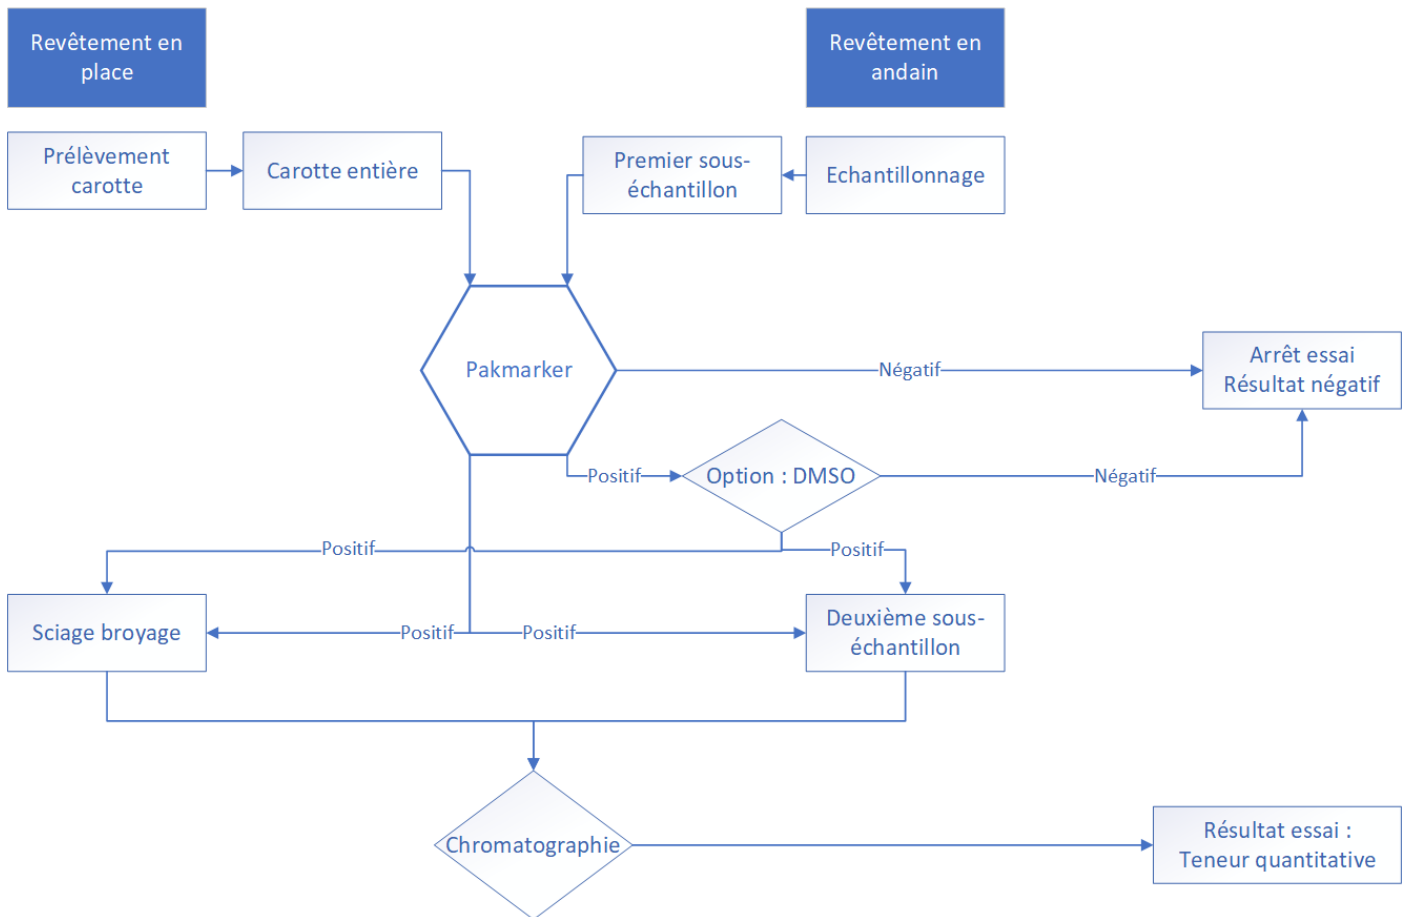 Revêtement en
place
Revêtement en
andain
Prélèvement
carotte
Carotte entière
Premier sous-
échantillon
Echantillonnage
Pakmarker
Négatif
Arrêt essai
Résultat négatif
Positif
Option : DMSO
Négatif
Positif
Positif
Sciage broyage
Positif
Positif
Deuxième sous-
échantillon
Chromatographie
Résultat essai :
Teneur quantitative